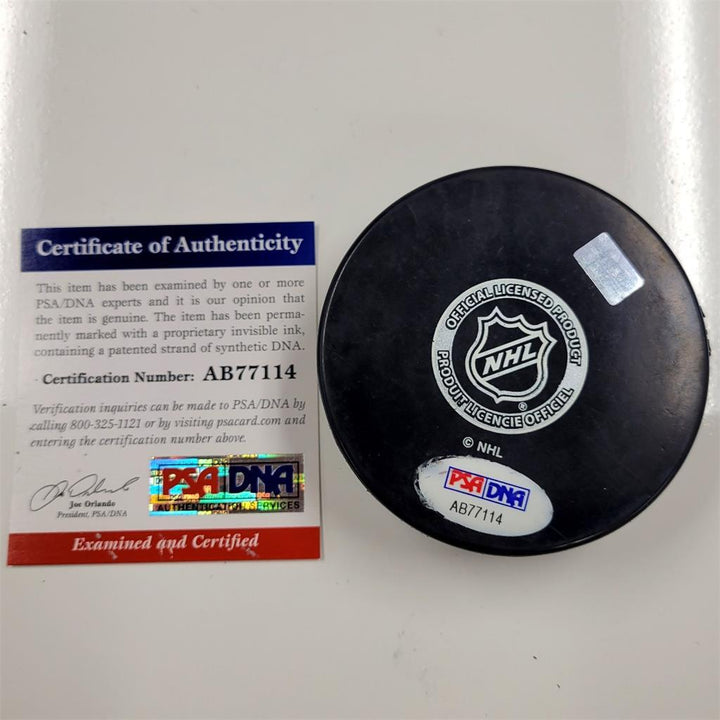 Certificate of Authenticity
This item has been examined by one or more
PSA/DNA experts and it is our opinion that
the item is genuine. The item has been perma-
nently marked with a proprietary invisible ink,
containing a patented strand of synthetic DNA.
Certification Number: AB77114
Verification inquiries can be made to PSA/DNA by
calling 800-325-1121 or by visiting psacard.com and
entering the certification number above.
Joe Orlando
President, PSA/DNA
PSA DNA
AUTHENTICATION SERVICES
Examined and Certified
OFFICIAL LICENSED PRODUCT
NHL
®
PRODUIT LICENCIE OFFICIEL
© NHL
PSA DNA
AB77114